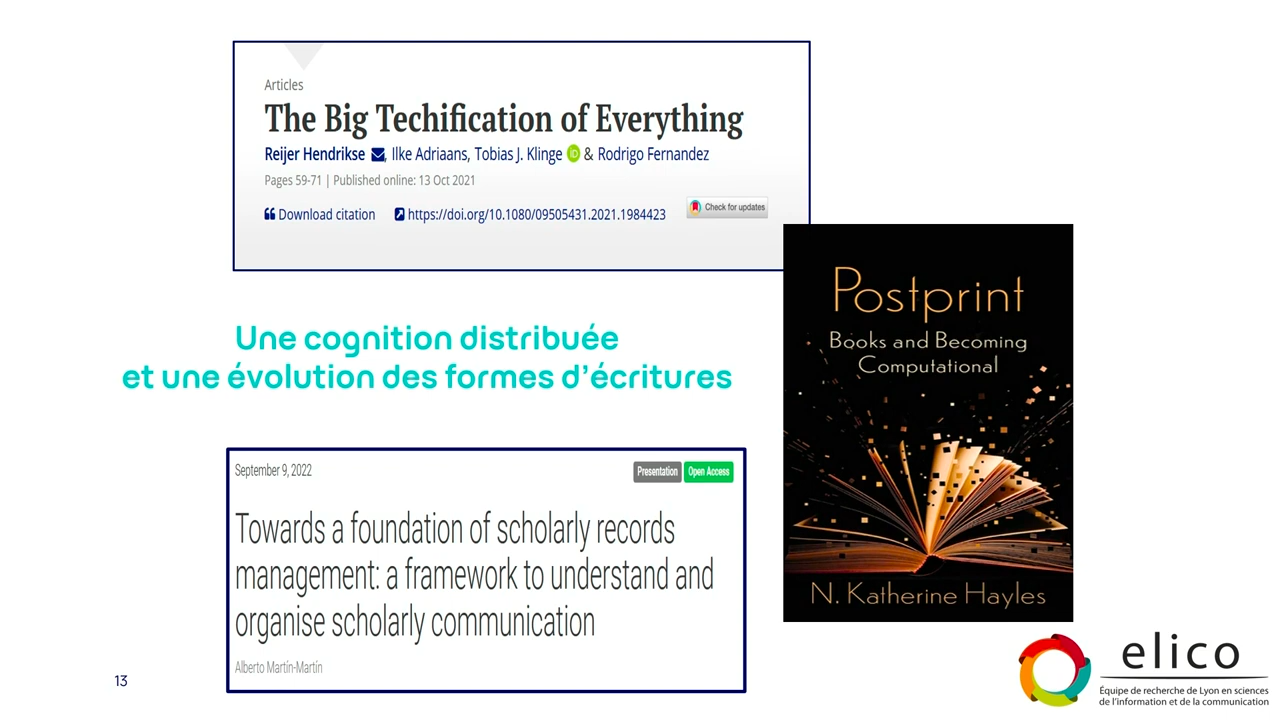 Articles
The Big Techification of Everything
Reijer Hendrikse , Ilke Adriaans, Tobias J. Klinge iD & Rodrigo Fernandez
Pages 59-71 | Published online: 13 Oct 2021
Download citation https://doi.org/10.1080/09505431.2021.1984423 Check for updates
Postprint
Books and Becoming
Computational
N. Katherine Hayles
Une cognition distribuée
et une évolution des formes d’écritures
September 9, 2022 Presentation Open Access
Towards a foundation of scholarly records
management: a framework to understand and
organise scholarly communication
Alberto Martín-Martín
13
elico
Équipe de recherche de Lyon en sciences
de l'information et de la communication